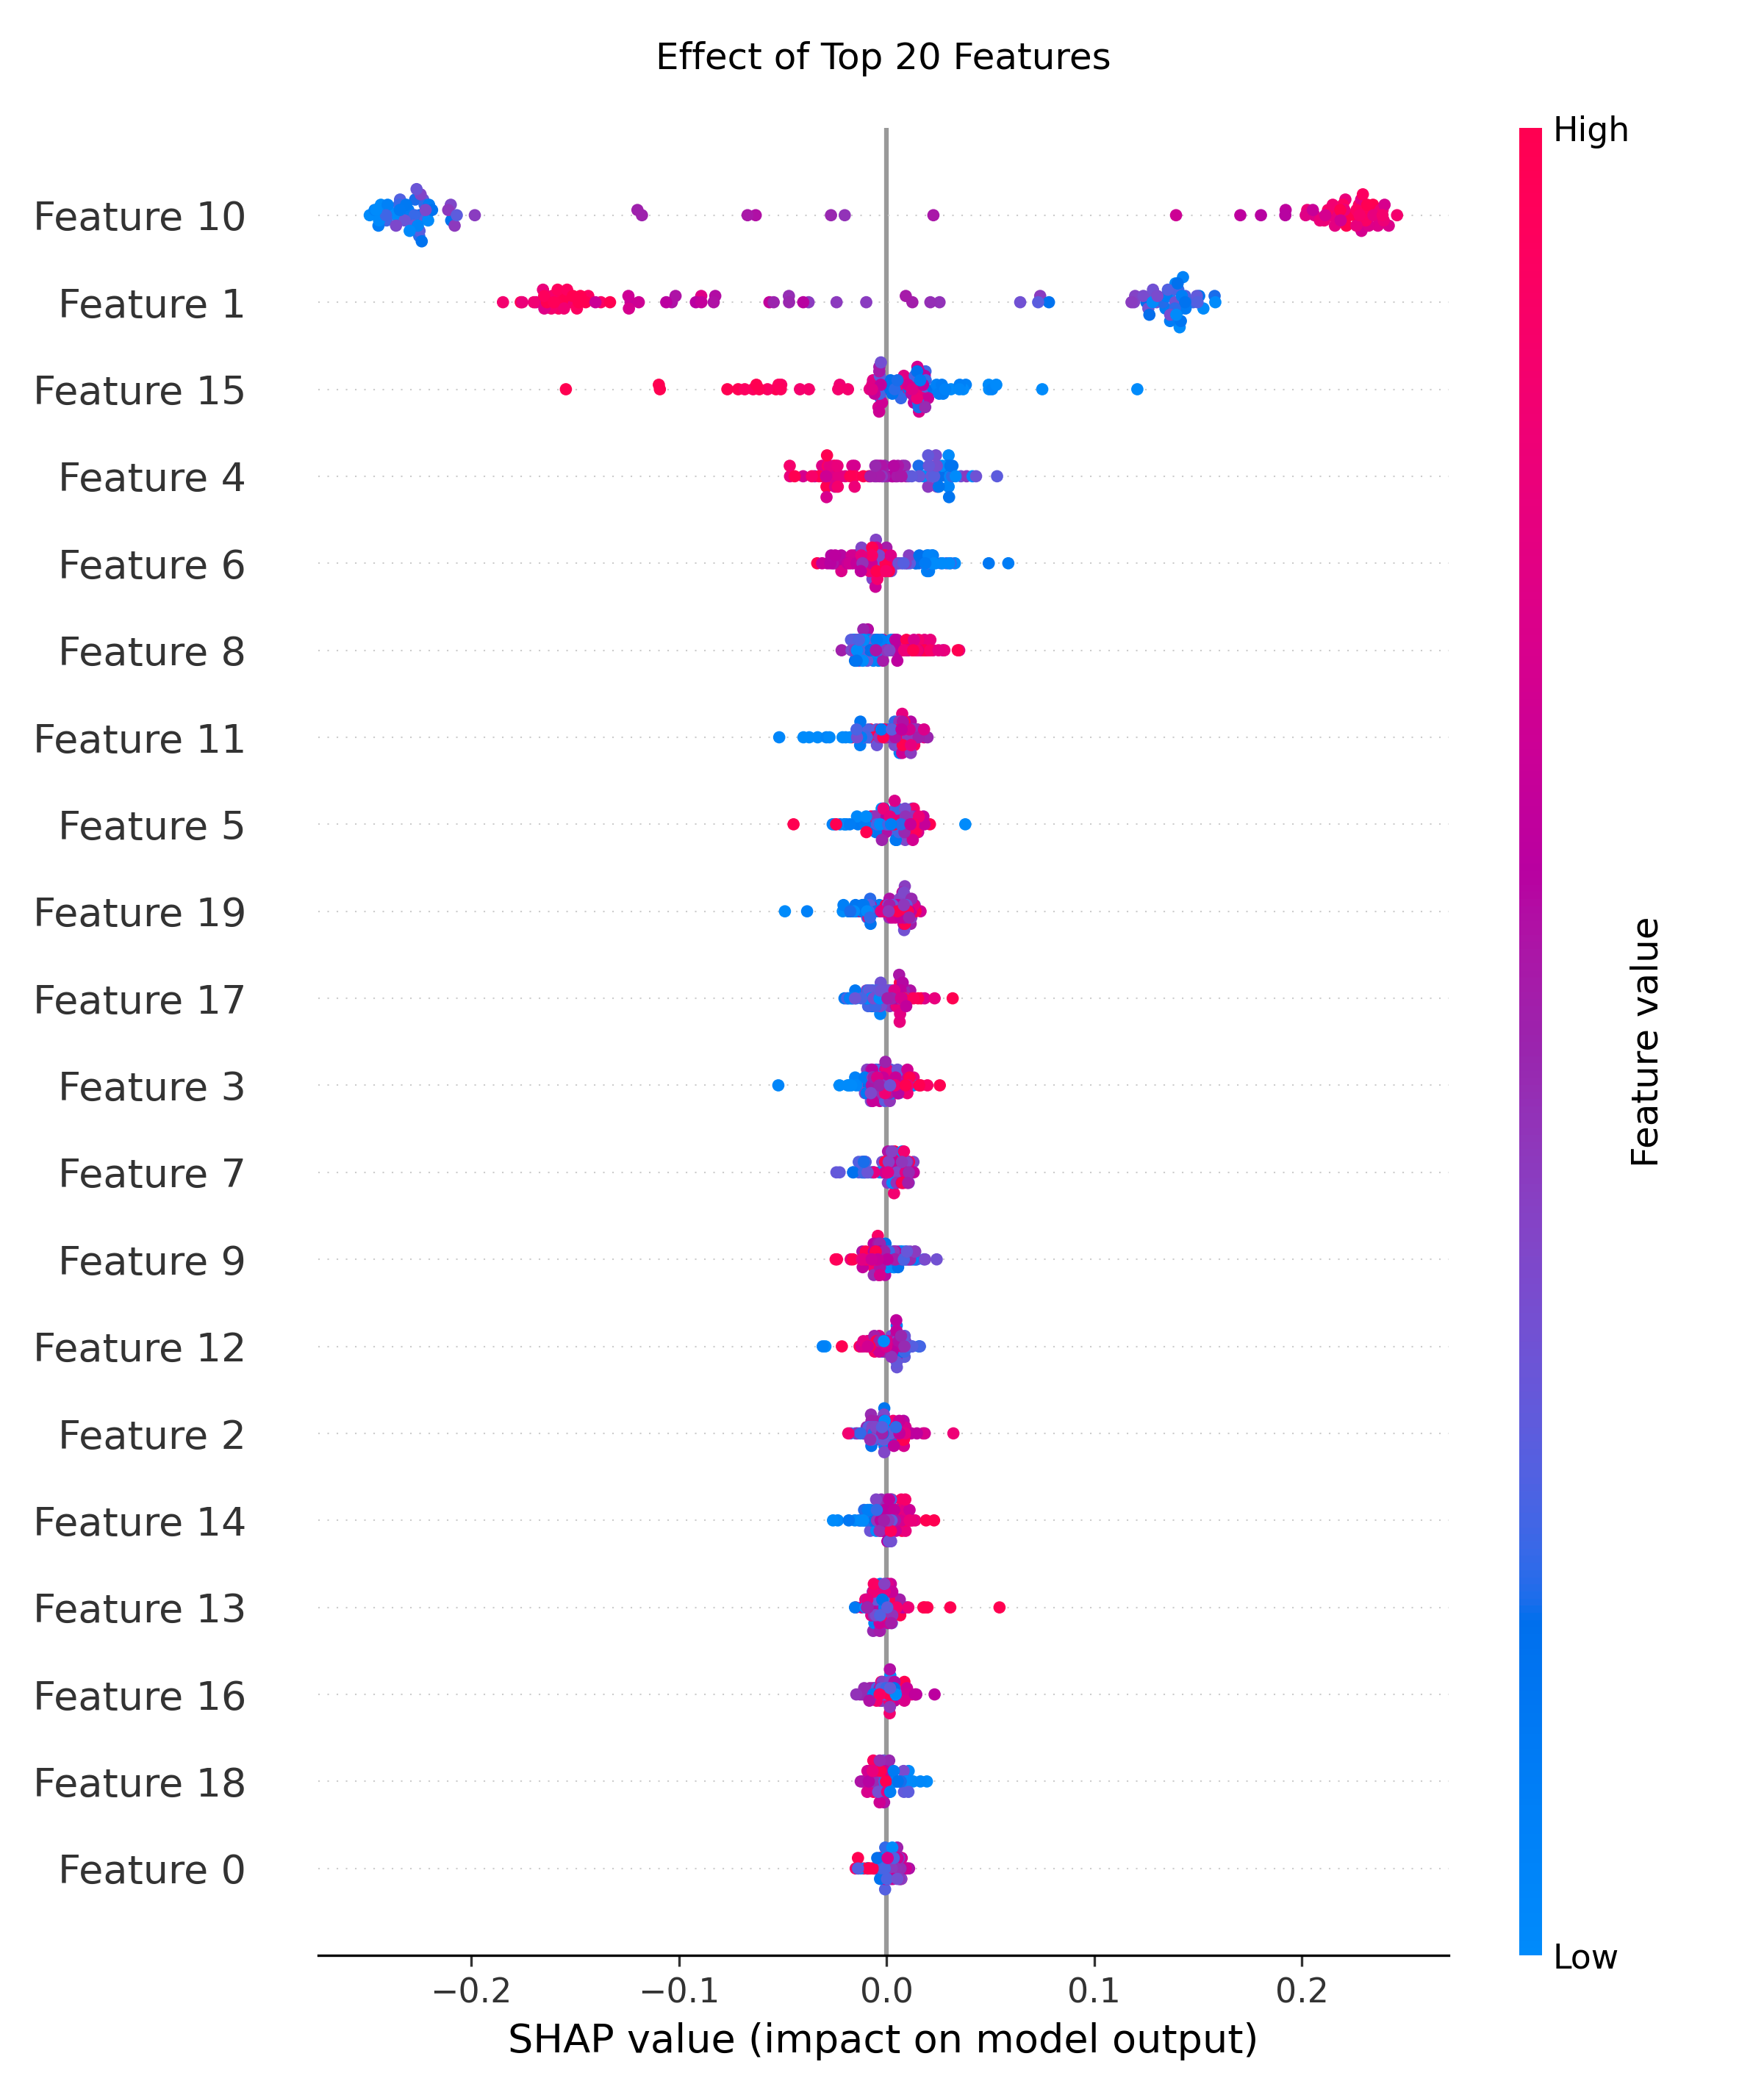 Effect of Top 20 Features
High
Feature 10
Feature 1
Feature 15
Feature 4
Feature 6
Feature 8
Feature 11
Feature 5
Feature 19
Feature 17
Feature 3
Feature 7
Feature 9
Feature 12
Feature 2
Feature 14
Feature 13
Feature 16
Feature 18
Feature 0
Feature value
Low
−0.2 −0.1 0.0 0.1 0.2
SHAP value (impact on model output)